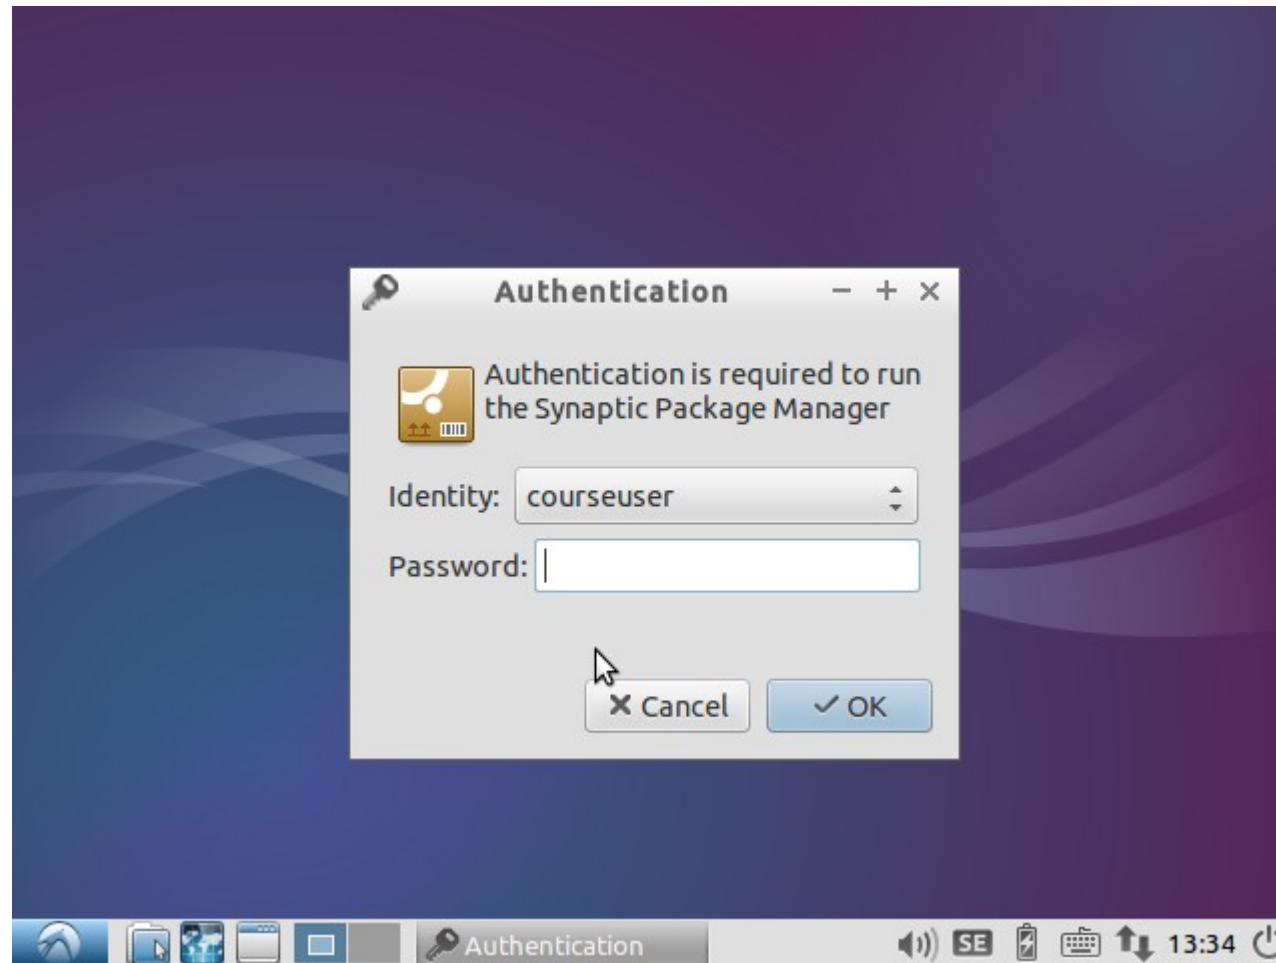 Authentication
Authentication is required to run
the Synaptic Package Manager
Identity: courseuser
Password:
Cancel
OK
Authentication
SE
13:34